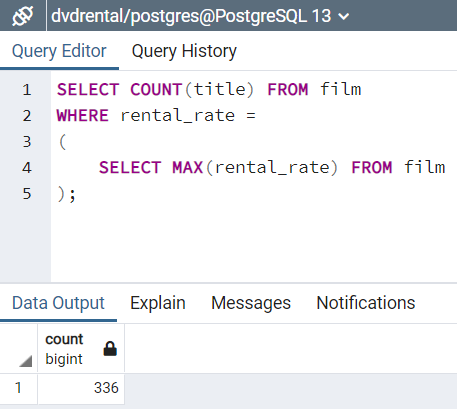 dvdrental/postgres@PostgreSQL 13
Query Editor Query History
1 SELECT COUNT(title) FROM film
2 WHERE rental_rate =
3 (
4 SELECT MAX(rental_rate) FROM film
5 );
Data Output Explain Messages Notifications
count
bigint
1 336